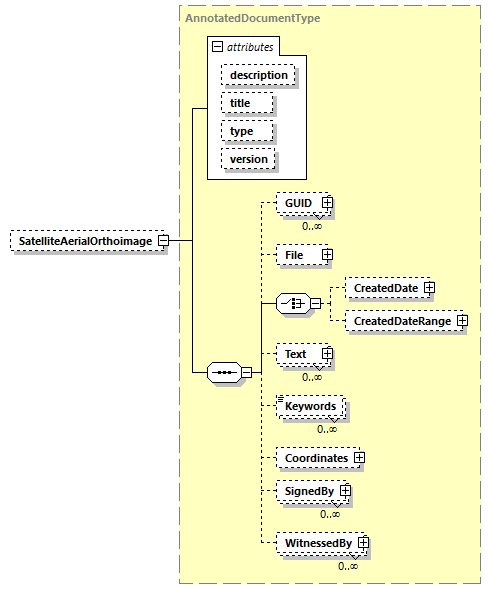 AnnotatedDocumentType
attributes
description
title
type
version
SatelliteAerialOrthoimage
GUID
0..∞
File
CreatedDate
CreatedDateRange
Text
0..∞
Keywords
0..∞
Coordinates
SignedBy
0..∞
WitnessedBy
0..∞